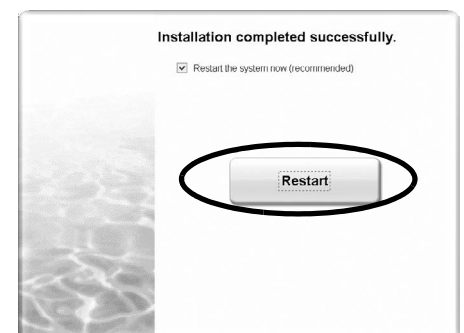 Installation completed successfully.
Restart the system now (recommended)
Restart